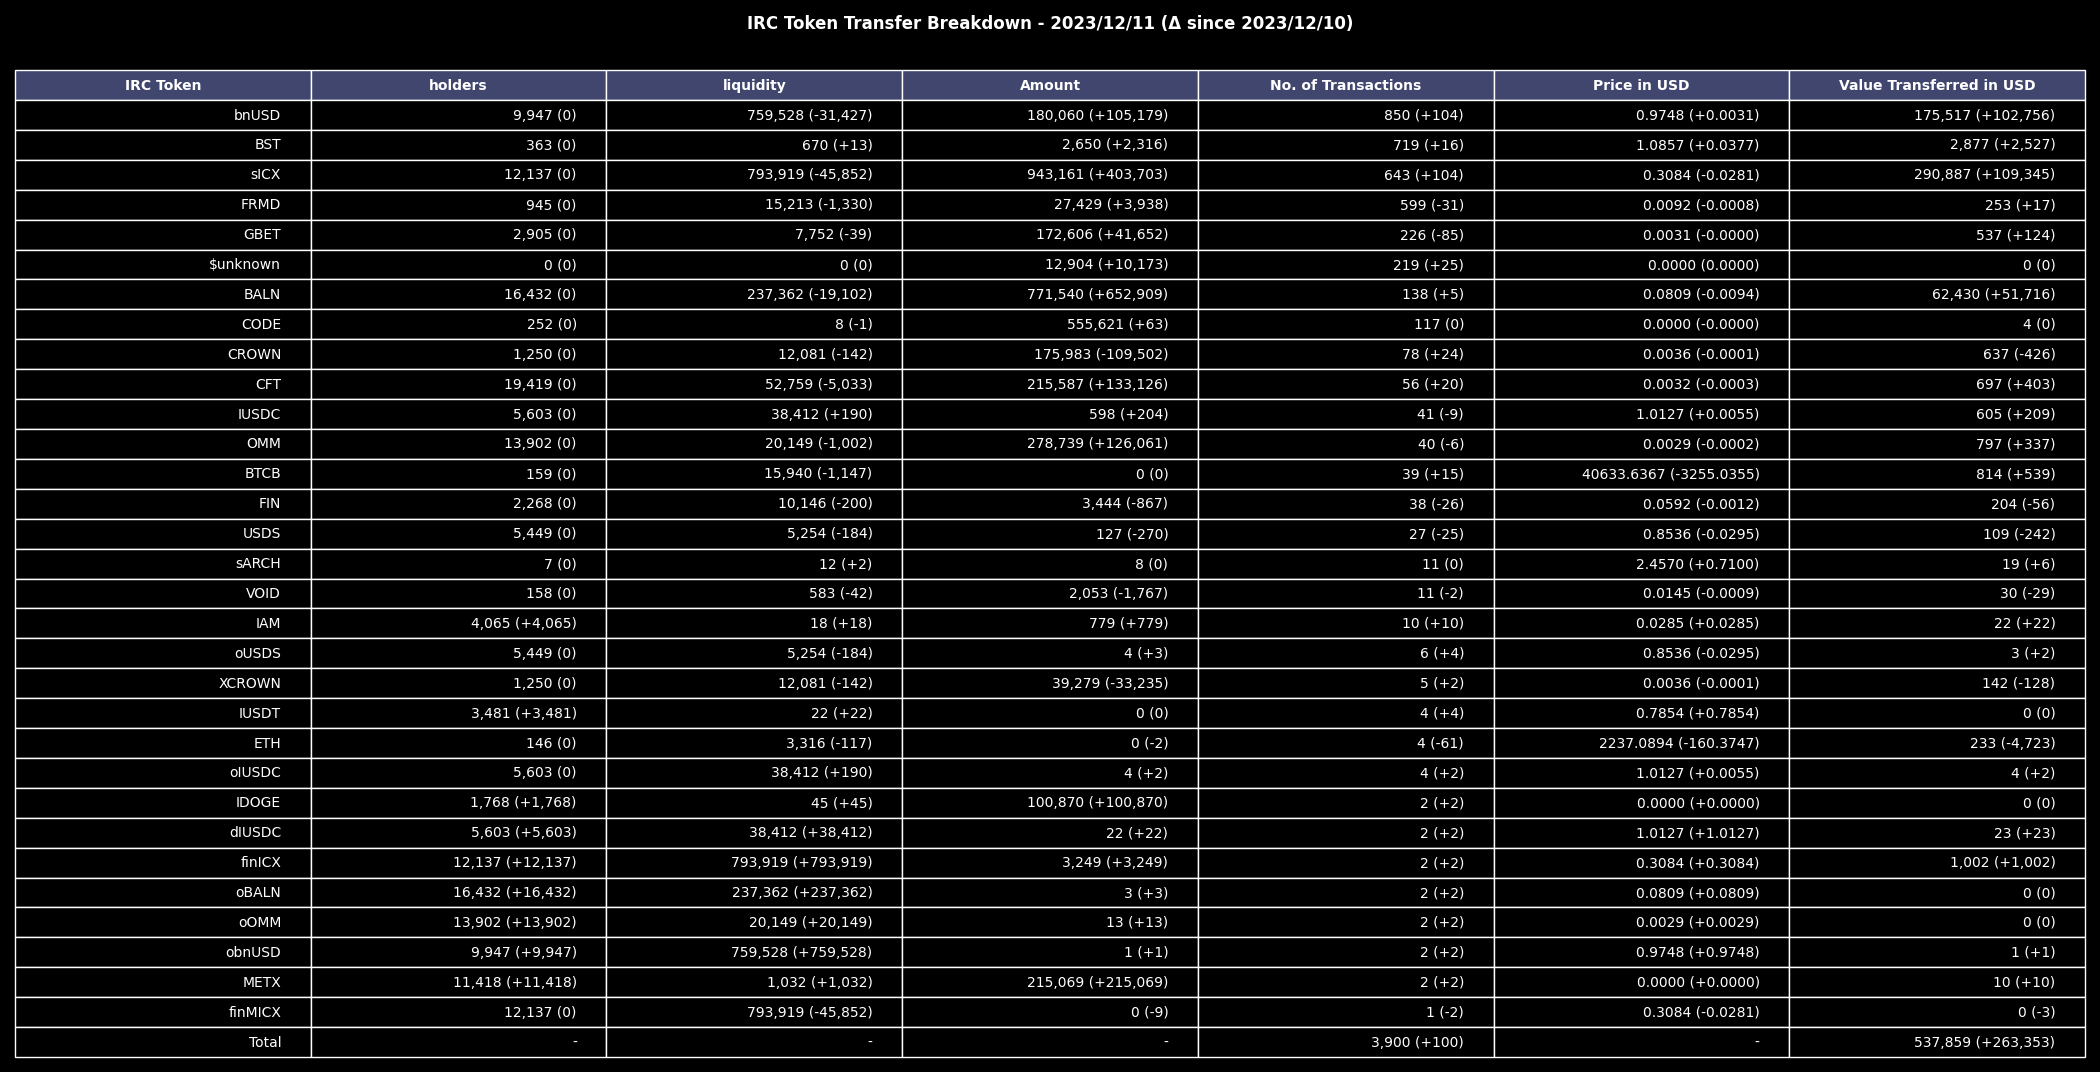 IRC Token Transfer Breakdown - 2023/12/11 (Δ since 2023/12/10)
IRC Token holders liquidity Amount No. of Transactions Price in USD Value Transferred in USD
bnUSD 9,947 (0) 759,528 (-31,427) 180,060 (+105,179) 850 (+104) 0.9748 (+0.0031) 175,517 (+102,756)
BST 363 (0) 670 (+13) 2,650 (+2,316) 719 (+16) 1.0857 (+0.0377) 2,877 (+2,527)
sICX 12,137 (0) 793,919 (-45,852) 943,161 (+403,703) 643 (+104) 0.3084 (-0.0281) 290,887 (+109,345)
FRMD 945 (0) 15,213 (-1,330) 27,429 (+3,938) 599 (-31) 0.0092 (-0.0008) 253 (+17)
GBET 2,905 (0) 7,752 (-39) 172,606 (+41,652) 226 (-85) 0.0031 (-0.0000) 537 (+124)
$unknown 0 (0) 0 (0) 12,904 (+10,173) 219 (+25) 0.0000 (0.0000) 0 (0)
BALN 16,432 (0) 237,362 (-19,102) 771,540 (+652,909) 138 (+5) 0.0809 (-0.0094) 62,430 (+51,716)
CODE 252 (0) 8 (-1) 555,621 (+63) 117 (0) 0.0000 (-0.0000) 4 (0)
CROWN 1,250 (0) 12,081 (-142) 175,983 (-109,502) 78 (+24) 0.0036 (-0.0001) 637 (-426)
CFT 19,419 (0) 52,759 (-5,033) 215,587 (+133,126) 56 (+20) 0.0032 (-0.0003) 697 (+403)
IUSDC 5,603 (0) 38,412 (+190) 598 (+204) 41 (-9) 1.0127 (+0.0055) 605 (+209)
OMM 13,902 (0) 20,149 (-1,002) 278,739 (+126,061) 40 (-6) 0.0029 (-0.0002) 797 (+337)
BTCB 159 (0) 15,940 (-1,147) 0 (0) 39 (+15) 40633.6367 (-3255.0355) 814 (+539)
FIN 2,268 (0) 10,146 (-200) 3,444 (-867) 38 (-26) 0.0592 (-0.0012) 204 (-56)
USDS 5,449 (0) 5,254 (-184) 127 (-270) 27 (-25) 0.8536 (-0.0295) 109 (-242)
sARCH 7 (0) 12 (+2) 8 (0) 11 (0) 2.4570 (+0.7100) 19 (+6)
VOID 158 (0) 583 (-42) 2,053 (-1,767) 11 (-2) 0.0145 (-0.0009) 30 (-29)
IAM 4,065 (+4,065) 18 (+18) 779 (+779) 10 (+10) 0.0285 (+0.0285) 22 (+22)
oUSDS 5,449 (0) 5,254 (-184) 4 (+3) 6 (+4) 0.8536 (-0.0295) 3 (+2)
XCROWN 1,250 (0) 12,081 (-142) 39,279 (-33,235) 5 (+2) 0.0036 (-0.0001) 142 (-128)
IUSDT 3,481 (+3,481) 22 (+22) 0 (0) 4 (+4) 0.7854 (+0.7854) 0 (0)
ETH 146 (0) 3,316 (-117) 0 (-2) 4 (-61) 2237.0894 (-160.3747) 233 (-4,723)
oIUSDC 5,603 (0) 38,412 (+190) 4 (+2) 4 (+2) 1.0127 (+0.0055) 4 (+2)
IDOGE 1,768 (+1,768) 45 (+45) 100,870 (+100,870) 2 (+2) 0.0000 (+0.0000) 0 (0)
dIUSDC 5,603 (+5,603) 38,412 (+38,412) 22 (+22) 2 (+2) 1.0127 (+1.0127) 23 (+23)
finICX 12,137 (+12,137) 793,919 (+793,919) 3,249 (+3,249) 2 (+2) 0.3084 (+0.3084) 1,002 (+1,002)
oBALN 16,432 (+16,432) 237,362 (+237,362) 3 (+3) 2 (+2) 0.0809 (+0.0809) 0 (0)
oOMM 13,902 (+13,902) 20,149 (+20,149) 13 (+13) 2 (+2) 0.0029 (+0.0029) 0 (0)
obnUSD 9,947 (+9,947) 759,528 (+759,528) 1 (+1) 2 (+2) 0.9748 (+0.9748) 1 (+1)
METX 11,418 (+11,418) 1,032 (+1,032) 215,069 (+215,069) 2 (+2) 0.0000 (+0.0000) 10 (+10)
finMICX 12,137 (0) 793,919 (-45,852) 0 (-9) 1 (-2) 0.3084 (-0.0281) 0 (-3)
Total - - - 3,900 (+100) - 537,859 (+263,353)